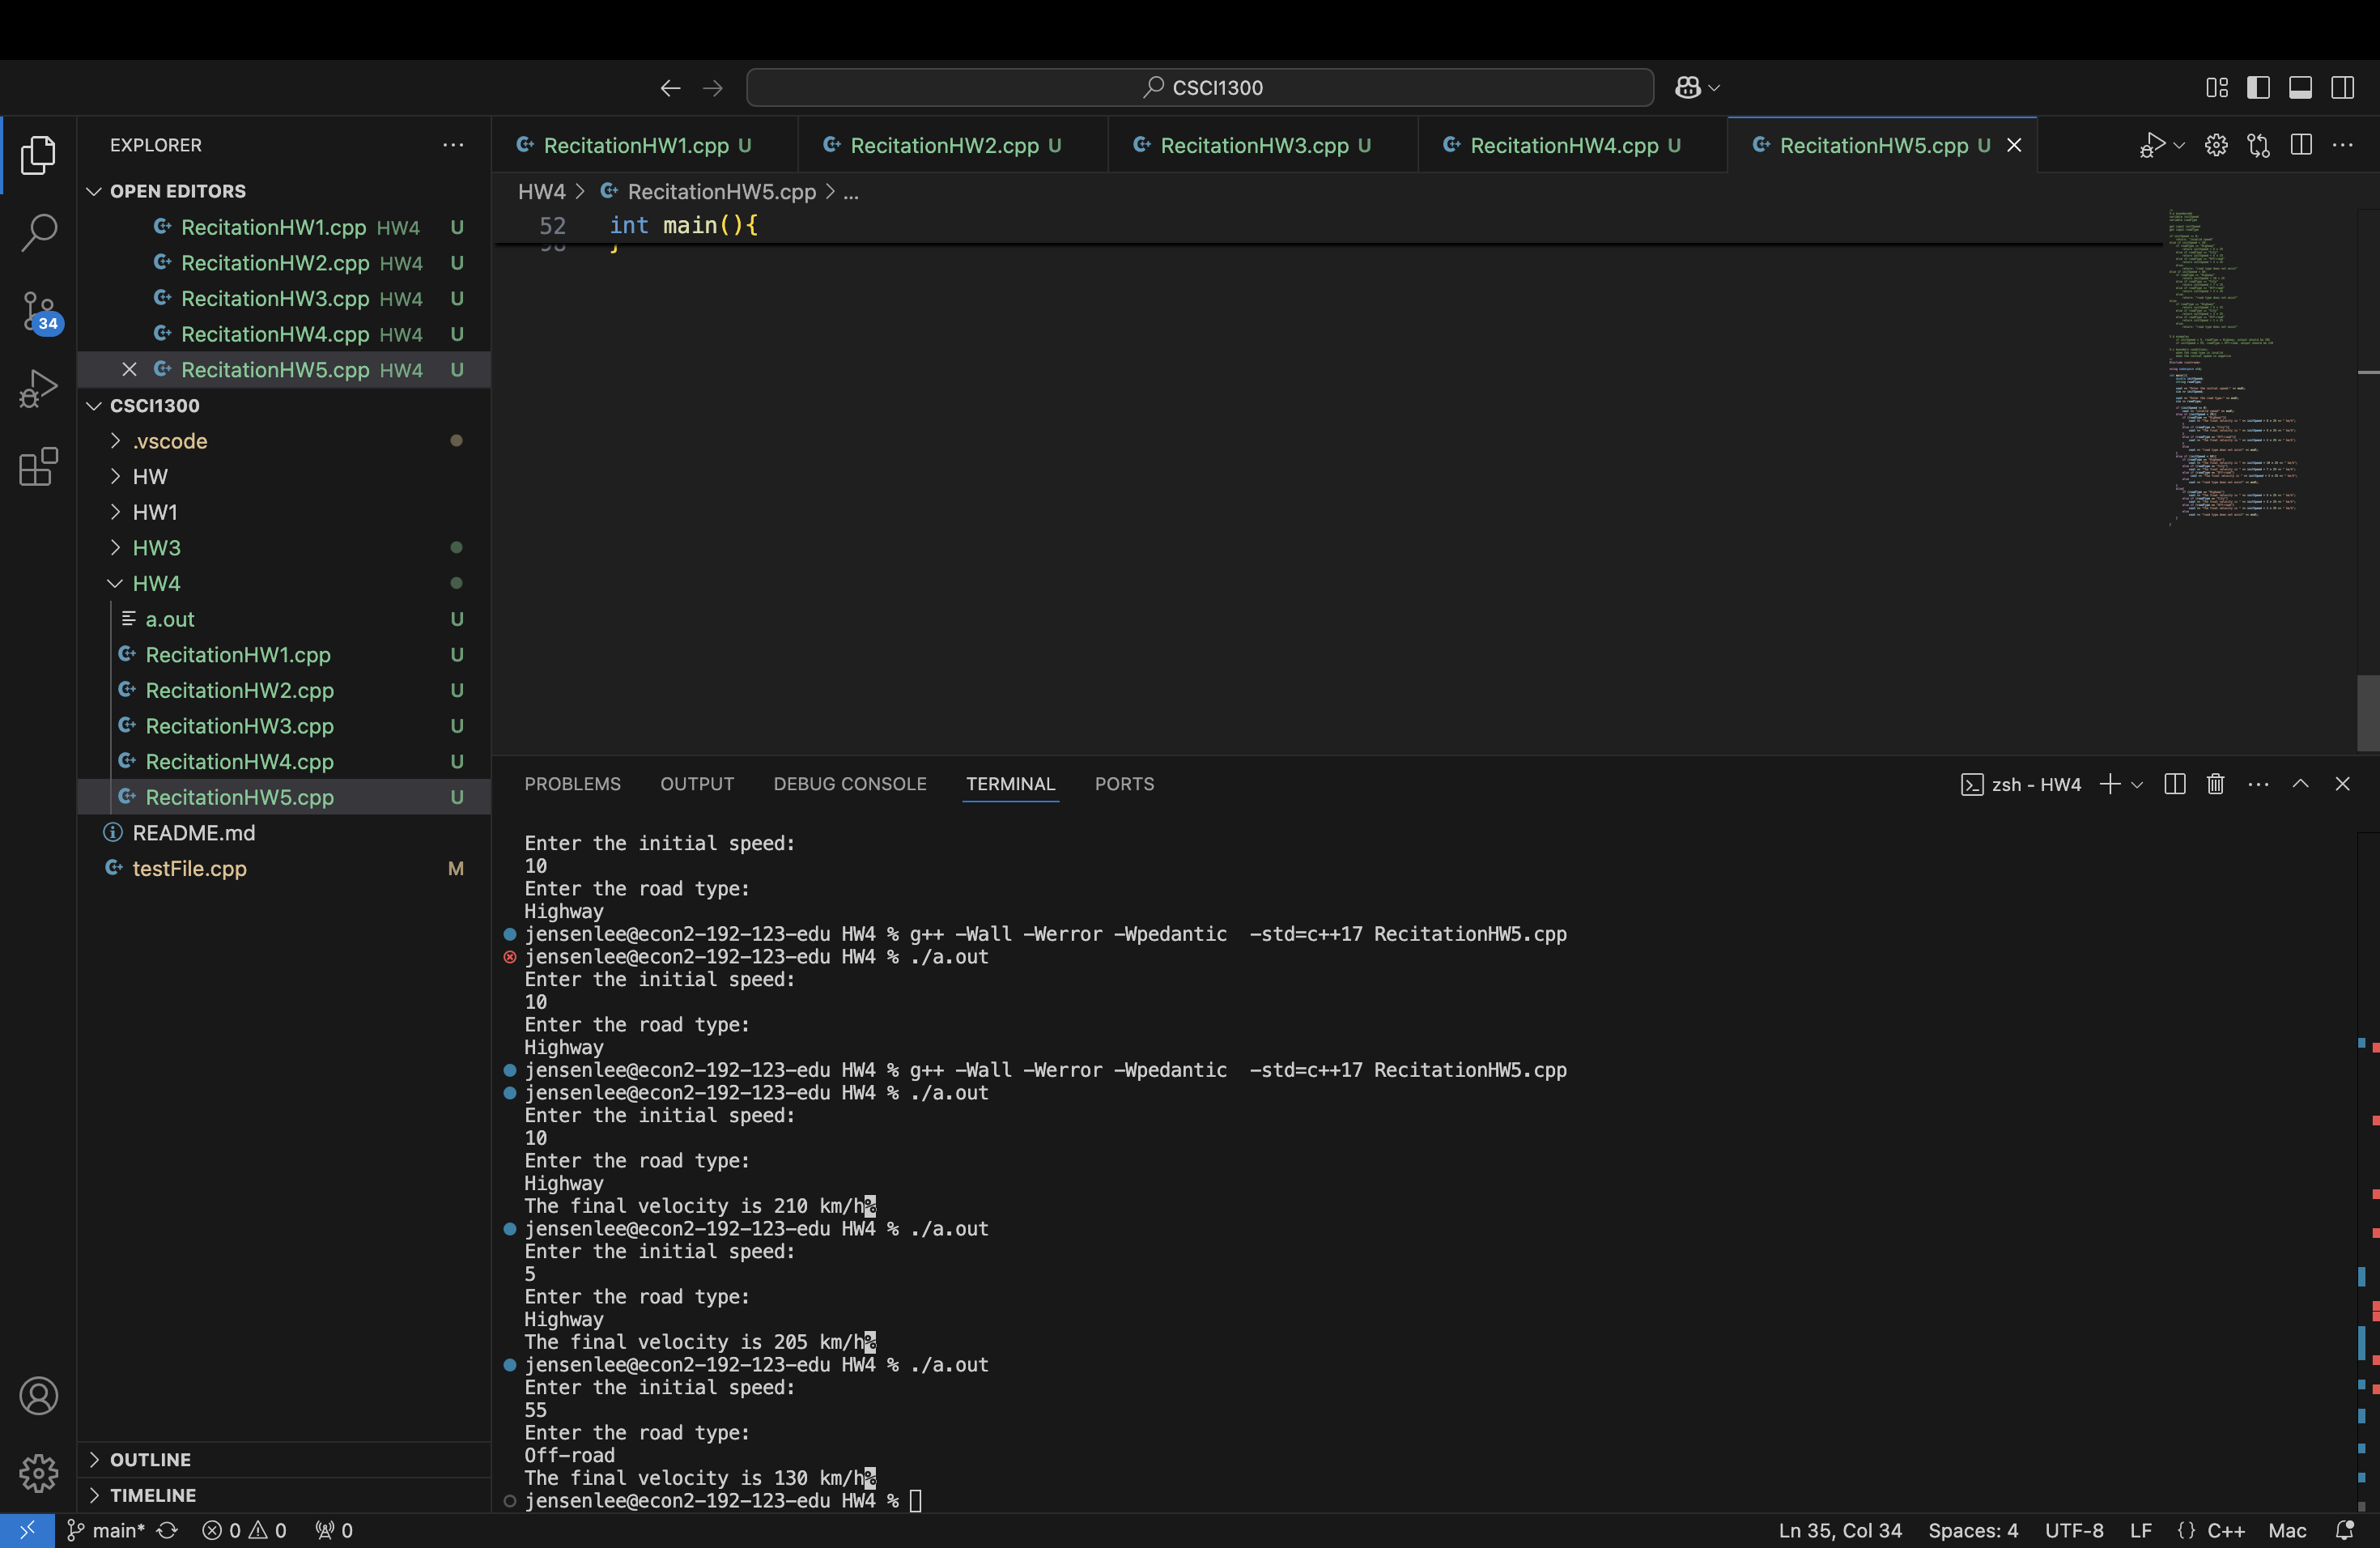 CSCI1300
EXPLORER
OPEN EDITORS
RecitationHW1.cpp HW4 U
RecitationHW2.cpp HW4 U
RecitationHW3.cpp HW4 U
RecitationHW4.cpp HW4 U
RecitationHW5.cpp HW4 U
CSCI1300
.vscode
HW
HW1
HW3
HW4
a.out U
RecitationHW1.cpp U
RecitationHW2.cpp U
RecitationHW3.cpp U
RecitationHW4.cpp U
RecitationHW5.cpp U
README.md
testFile.cpp M
OUTLINE
TIMELINE
34
RecitationHW1.cpp U RecitationHW2.cpp U RecitationHW3.cpp U RecitationHW4.cpp U RecitationHW5.cpp U
HW4 > RecitationHW5.cpp > ...
52 int main(){
98 }
PROBLEMS OUTPUT DEBUG CONSOLE TERMINAL PORTS
zsh - HW4
Enter the initial speed:
10
Enter the road type:
Highway
jensenlee@econ2-192-123-edu HW4 % g++ -Wall -Werror -Wpedantic  -std=c++17 RecitationHW5.cpp
jensenlee@econ2-192-123-edu HW4 % ./a.out
Enter the initial speed:
10
Enter the road type:
Highway
jensenlee@econ2-192-123-edu HW4 % g++ -Wall -Werror -Wpedantic  -std=c++17 RecitationHW5.cpp
jensenlee@econ2-192-123-edu HW4 % ./a.out
Enter the initial speed:
10
Enter the road type:
Highway
The final velocity is 210 km/h%
jensenlee@econ2-192-123-edu HW4 % ./a.out
Enter the initial speed:
5
Enter the road type:
Highway
The final velocity is 205 km/h%
jensenlee@econ2-192-123-edu HW4 % ./a.out
Enter the initial speed:
55
Enter the road type:
Off-road
The final velocity is 130 km/h%
jensenlee@econ2-192-123-edu HW4 %
main* 0 0 0
Ln 35, Col 34 Spaces: 4 UTF-8 LF {} C++ Mac